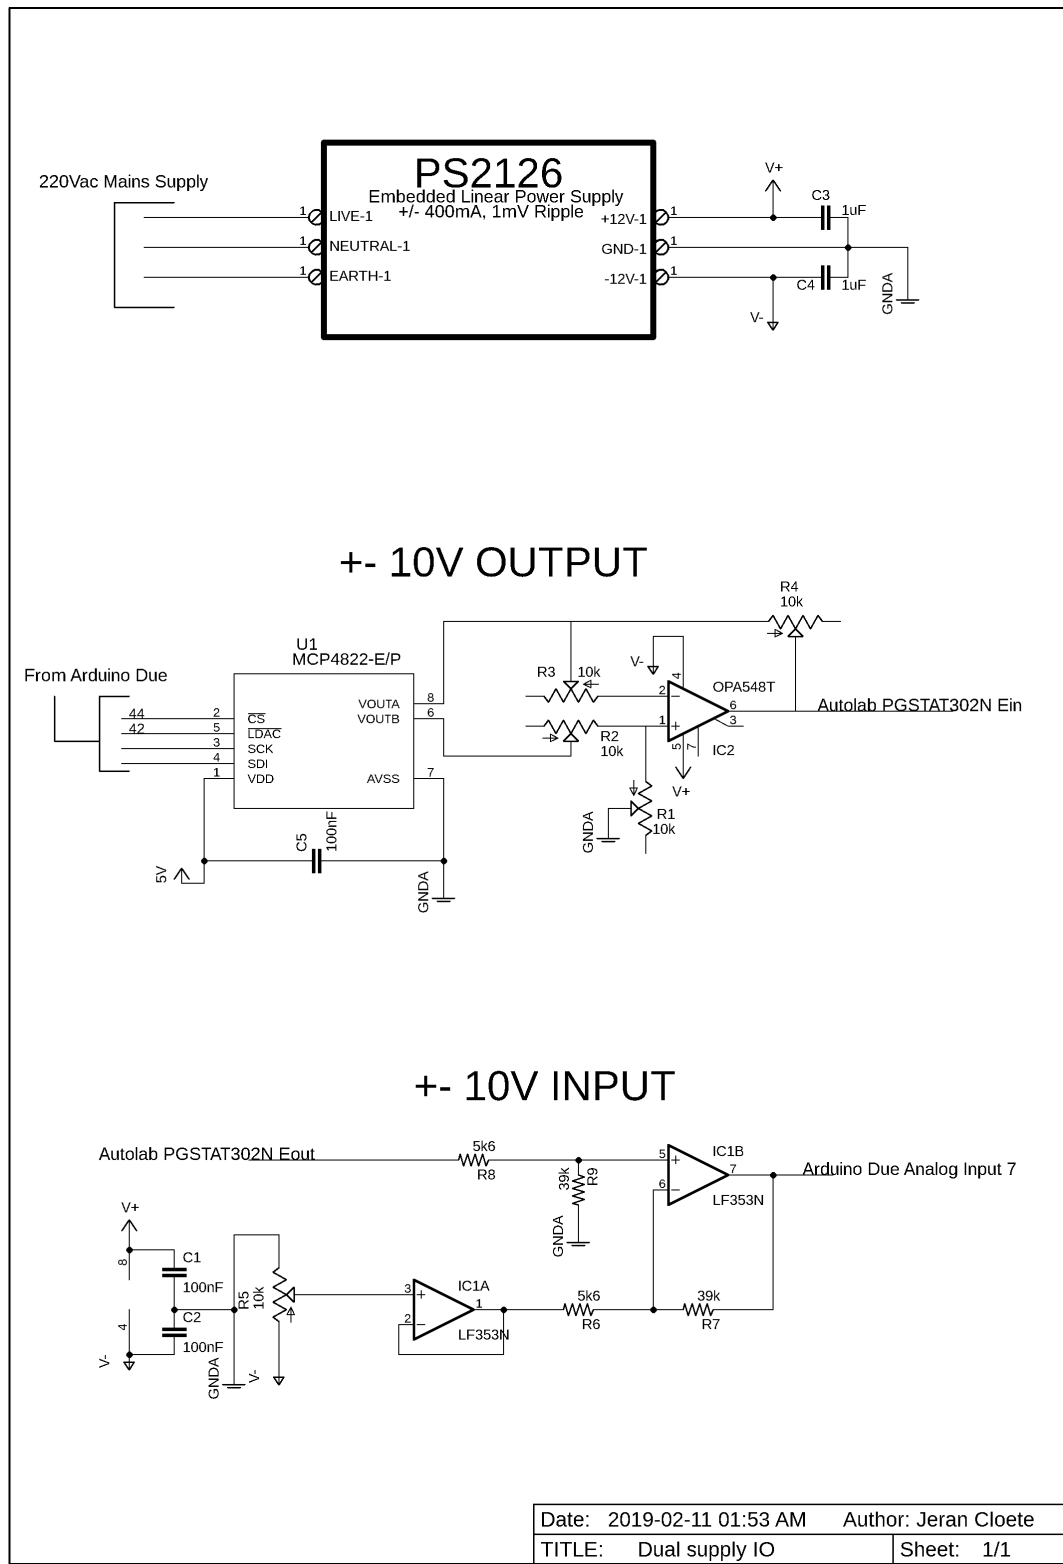 PS2126
Embedded Linear Power Supply
+/- 400mA, 1mV Ripple
220Vac Mains Supply
1 LIVE-1
1 NEUTRAL-1
1 EARTH-1
+12V-1 1
GND-1 1
-12V-1 1
V+
C3
1uF
C4 1uF
V-
GNDA
+- 10V OUTPUT
R4
10k
U1
MCP4822-E/P
From Arduino Due
44 2 CS
42 5 LDAC
3 SCK
4 SDI
1 VDD
VOUTA 8
VOUTB 6
AVSS 7
C5
100nF
5V
GNDA
R3 10k
R2
10k
V-
4
2
1
OPA548T
6
3
5
7
IC2
V+
Autolab PGSTAT302N Ein
GNDA
R1
10k
+- 10V INPUT
Autolab PGSTAT302N Eout
5k6
R8
39k
R9
GNDA
5
6
IC1B
7
LF353N
Arduino Due Analog Input 7
V+
8
C1
100nF
C2
100nF
4
V-
GNDA
R5
10k
V-
3
2
IC1A
1
LF353N
5k6
R6
39k
R7
Date: 2019-02-11 01:53 AM Author: Jeran Cloete
TITLE: Dual supply IO Sheet: 1/1